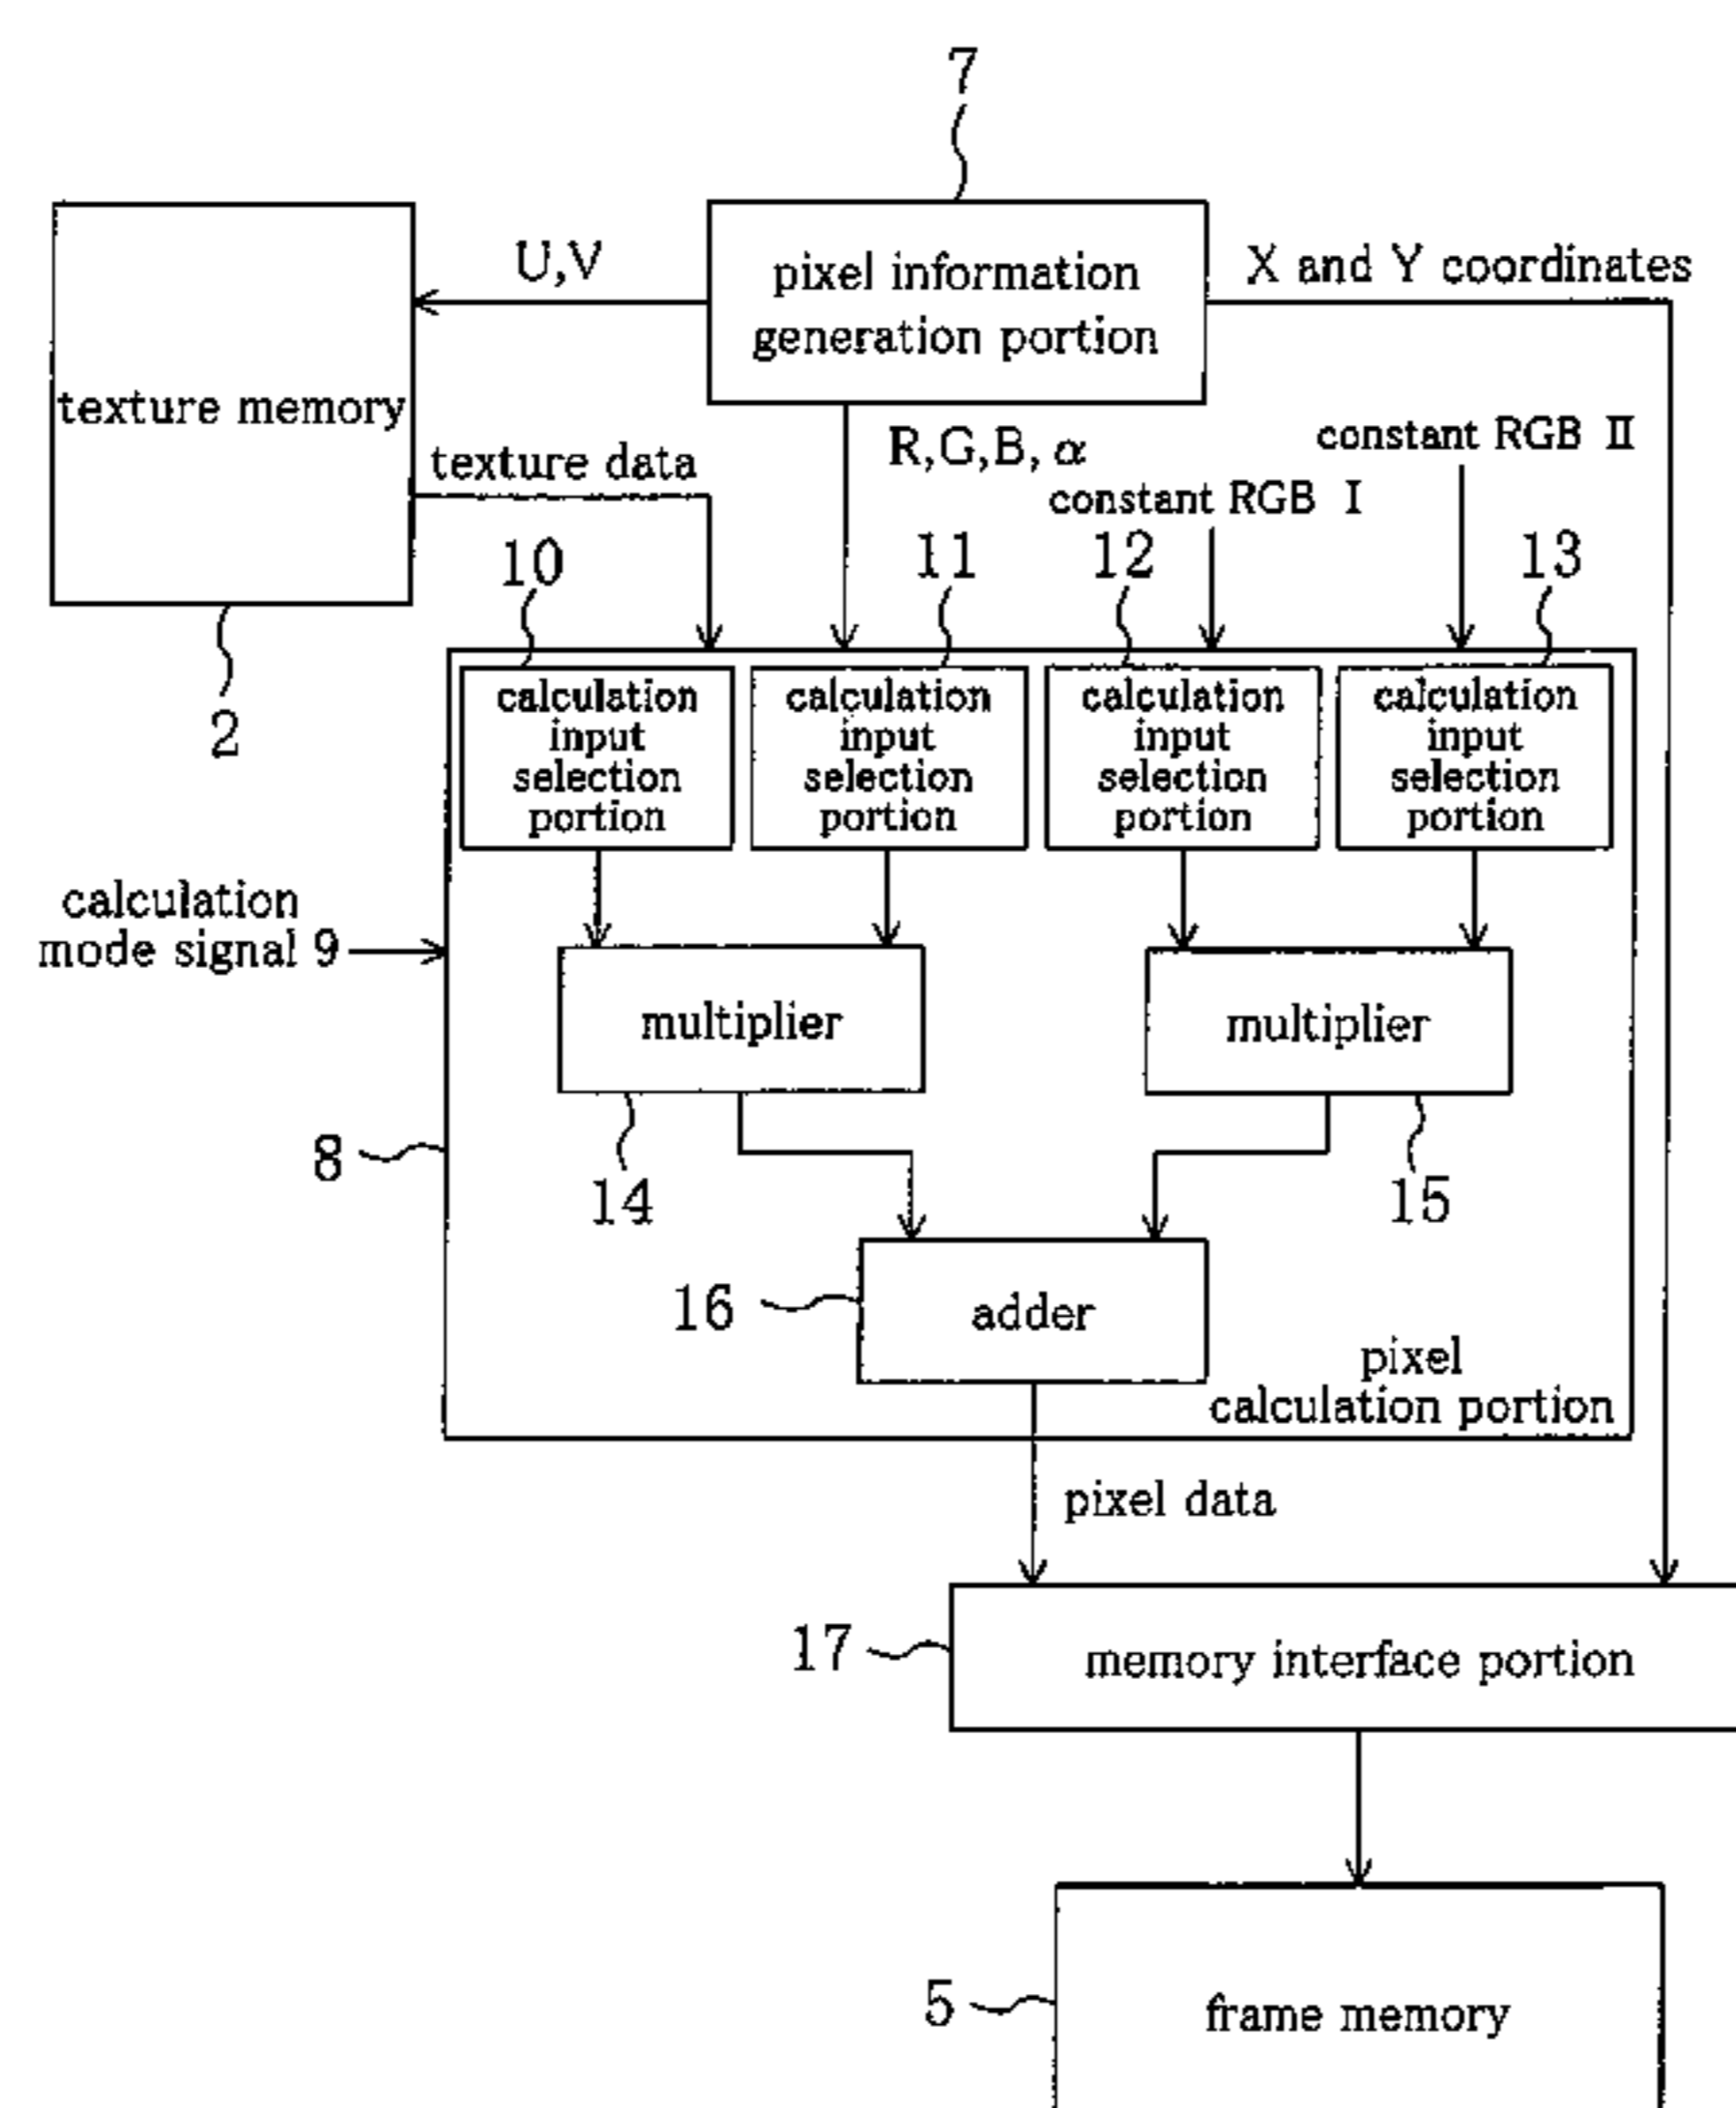 7
U,V
pixel information
generation portion
X and Y coordinates
texture memory
texture data
R,G,B, α
constant RGB II
constant RGB I
10
11
12
13
2
calculation
input
selection
portion
calculation
input
selection
portion
calculation
input
selection
portion
calculation
input
selection
portion
calculation
mode signal 9
multiplier
multiplier
8
14
15
16
adder
pixel
calculation portion
pixel data
17
memory interface portion
5
frame memory